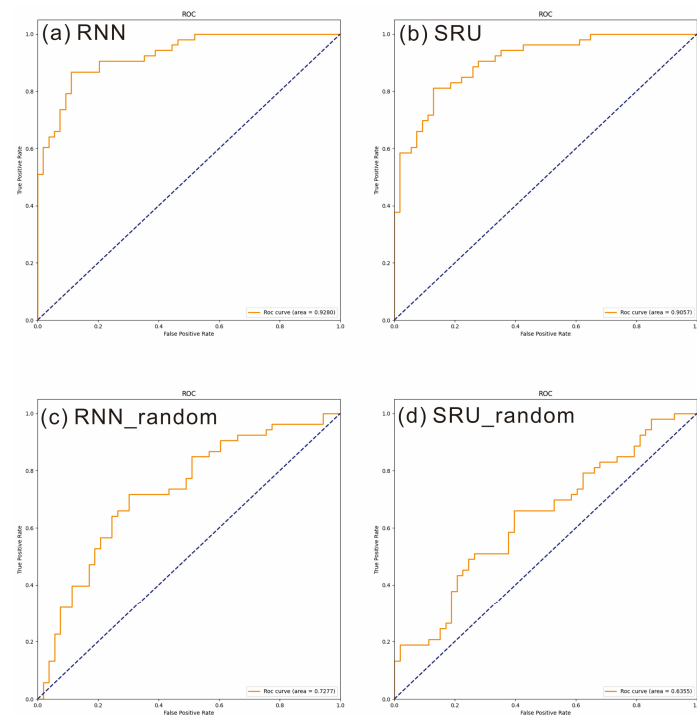 ROC
(a) RNN
1.0
0.8
0.6
0.4
0.2
0.0
True Positive Rate
Roc curve (area = 0.9280)
0.0 0.2 0.4 0.6 0.8 1.0
False Positive Rate
ROC
(b) SRU
1.0
0.8
0.6
0.4
0.2
0.0
True Positive Rate
Roc curve (area = 0.9057)
0.0 0.2 0.4 0.6 0.8 1.0
False Positive Rate
ROC
(c) RNN_random
1.0
0.8
0.6
0.4
0.2
0.0
True Positive Rate
Roc curve (area = 0.7277)
0.0 0.2 0.4 0.6 0.8 1.0
False Positive Rate
ROC
(d) SRU_random
1.0
0.8
0.6
0.4
0.2
0.0
True Positive Rate
Roc curve (area = 0.6355)
0.0 0.2 0.4 0.6 0.8 1.0
False Positive Rate